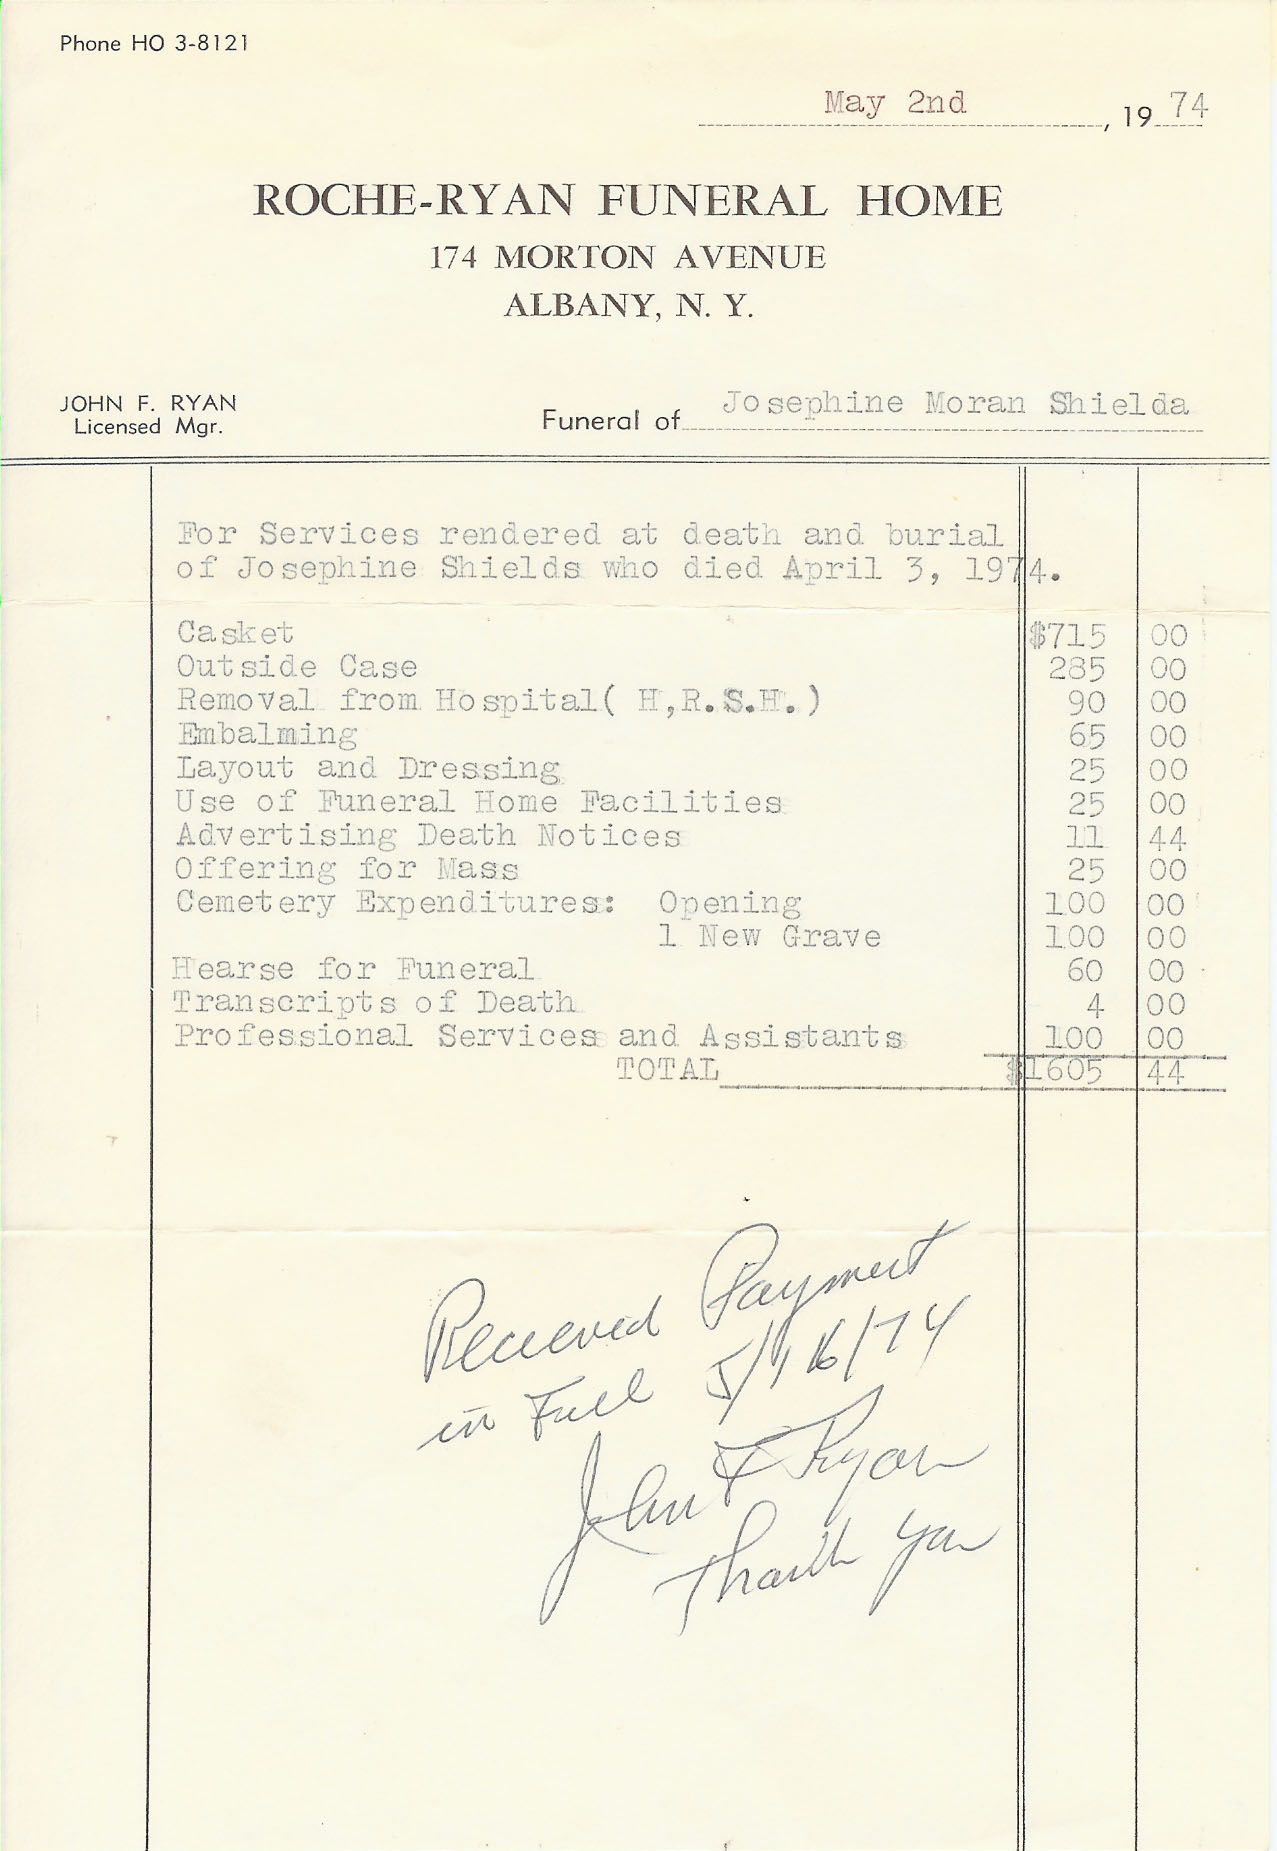 Phone HO 3-8121
May 2nd, 19 74
ROCHE-RYAN FUNERAL HOME
174 MORTON AVENUE
ALBANY, N. Y.
JOHN F. RYAN
Licensed Mgr.
Funeral of Josephine Moran Shielda
For Services rendered at death and burial
of Josephine Shields who died April 3, 1974.
Casket $715 00
Outside Case 285 00
Removal from Hospital( H,R.S.H.) 90 00
Embalming 65 00
Layout and Dressing 25 00
Use of Funeral Home Facilities 25 00
Advertising Death Notices 11 44
Offering for Mass 25 00
Cemetery Expenditures: Opening 100 00
1 New Grave 100 00
Hearse for Funeral 60 00
Transcripts of Death 4 00
Professional Services and Assistants 100 00
TOTAL $1605 44
Received Payment
in Full 5/16/74
John F Ryan
Thank you